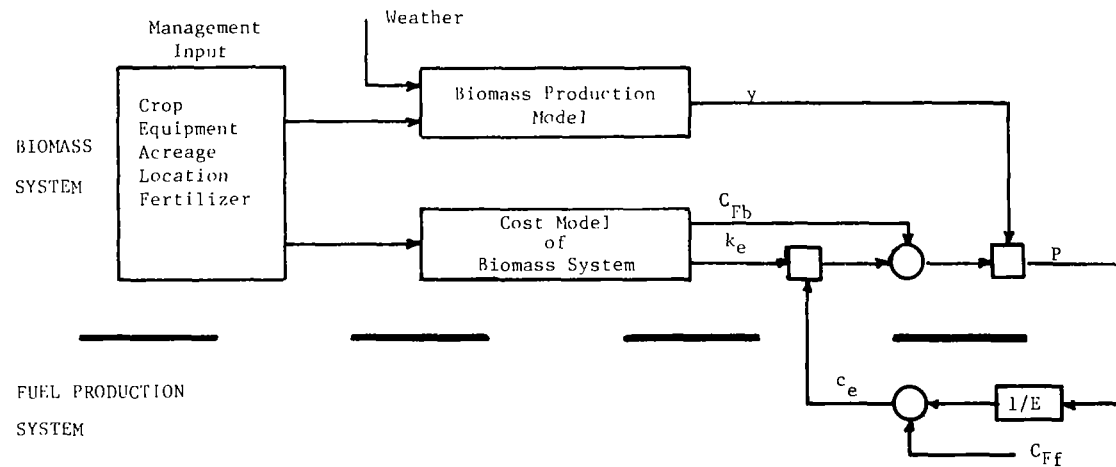 Weather
Management
Input
Crop
Equipment
Acreage
Location
Fertilizer
BIOMASS
SYSTEM
Biomass Production
Model
y
Cost Model
of
Biomass System
C_Fb
k_e
P
FUEL PRODUCTION
SYSTEM
c_e
1/E
C_Ff